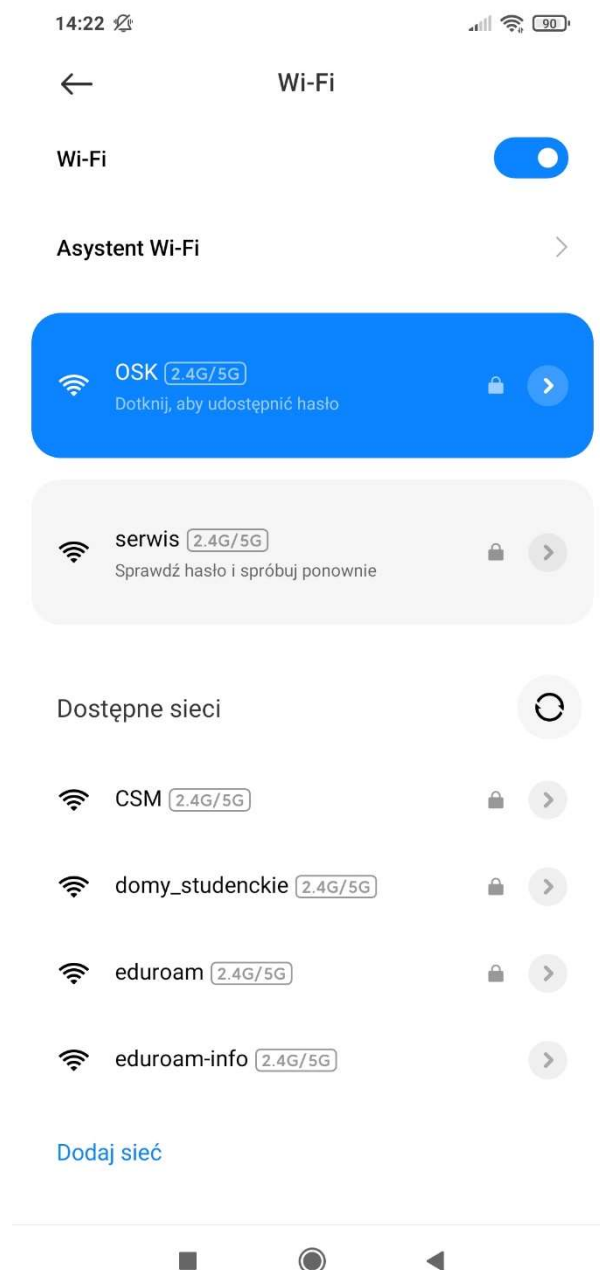 14:22 90
Wi-Fi
Wi-Fi
Asystent Wi-Fi
OSK 2.4G/5G
Dotknij, aby udostępnić hasło
serwis 2.4G/5G
Sprawdź hasło i spróbuj ponownie
Dostępne sieci
CSM 2.4G/5G
domy_studenckie 2.4G/5G
eduroam 2.4G/5G
eduroam-info 2.4G/5G
Dodaj sieć